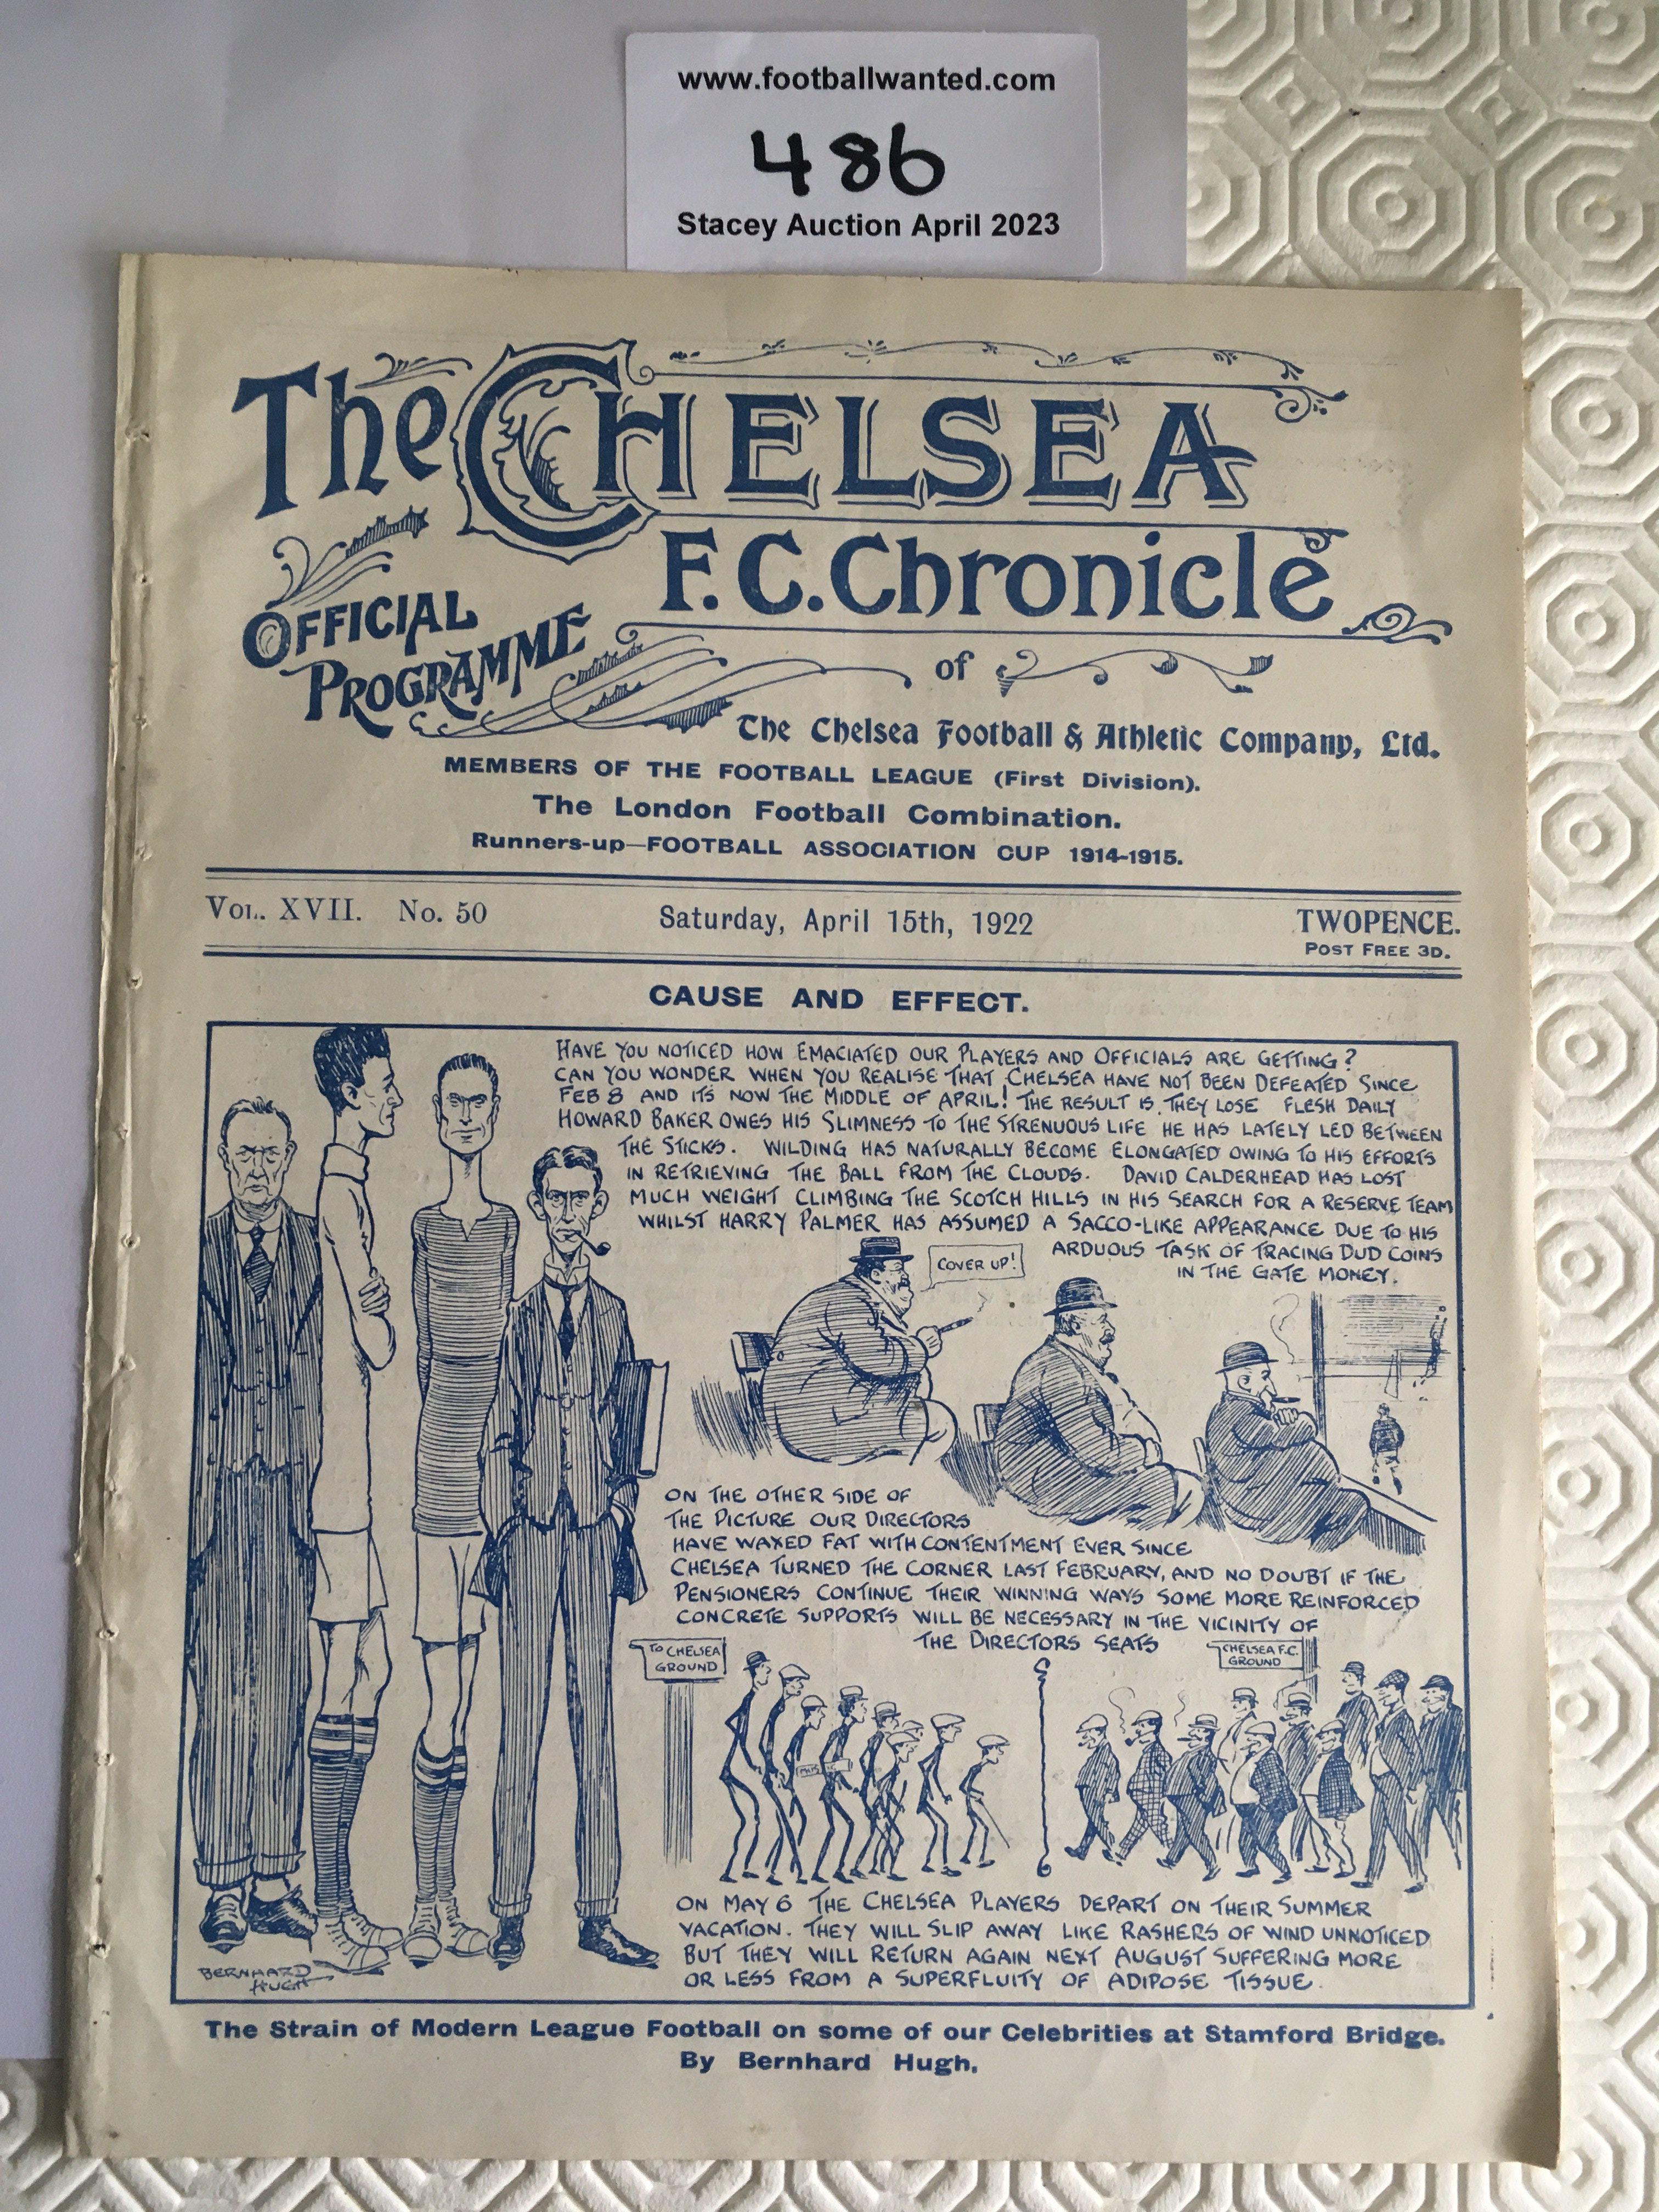 www.footballwanted.com
486
Stacey Auction April 2023
The CHELSEA
F.C. Chronicle
OFFICIAL
PROGRAMME
of
The Chelsea Football & Athletic Company, Ltd.
MEMBERS OF THE FOOTBALL LEAGUE (First Division).
The London Football Combination.
Runners-up—FOOTBALL ASSOCIATION CUP 1914-1915.
VOL. XVII. No. 50
Saturday, April 15th, 1922
TWOPENCE.
POST FREE 3D.
CAUSE AND EFFECT.
HAVE YOU NOTICED HOW EMACIATED OUR PLAYERS AND OFFICIALS ARE GETTING?
CAN YOU WONDER WHEN YOU REALISE THAT CHELSEA HAVE NOT BEEN DEFEATED SINCE
FEB 8 AND ITS NOW THE MIDDLE OF APRIL! THE RESULT IS THEY LOSE FLESH DAILY
HOWARD BAKER OWES HIS SLIMNESS TO THE STRENUOUS LIFE HE HAS LATELY LED BETWEEN
THE STICKS. WILDING HAS NATURALLY BECOME ELONGATED OWING TO HIS EFFORTS
IN RETRIEVING THE BALL FROM THE CLOUDS. DAVID CALDERHEAD HAS LOST
MUCH WEIGHT CLIMBING THE SCOTCH HILLS IN HIS SEARCH FOR A RESERVE TEAM
WHILST HARRY PALMER HAS ASSUMED A SACCO-LIKE APPEARANCE DUE TO HIS
ARDUOUS TASK OF TRACING DUD COINS
IN THE GATE MONEY.
COVER UP!
ON THE OTHER SIDE OF
THE PICTURE OUR DIRECTORS
HAVE WAXED FAT WITH CONTENTMENT EVER SINCE
CHELSEA TURNED THE CORNER LAST FEBRUARY, AND NO DOUBT IF THE
PENSIONERS CONTINUE THEIR WINNING WAYS SOME MORE REINFORCED
CONCRETE SUPPORTS WILL BE NECESSARY IN THE VICINITY OF
THE DIRECTORS SEATS
TO CHELSEA
GROUND
CHELSEA F.C.
GROUND
ON MAY 6 THE CHELSEA PLAYERS DEPART ON THEIR SUMMER
VACATION. THEY WILL SLIP AWAY LIKE RASHERS OF WIND UNNOTICED
BUT THEY WILL RETURN AGAIN NEXT AUGUST SUFFERING MORE
OR LESS FROM A SUPERFLUITY OF ADIPOSE TISSUE.
BERNHARD
HUGH
The Strain of Modern League Football on some of our Celebrities at Stamford Bridge.
By Bernhard Hugh.